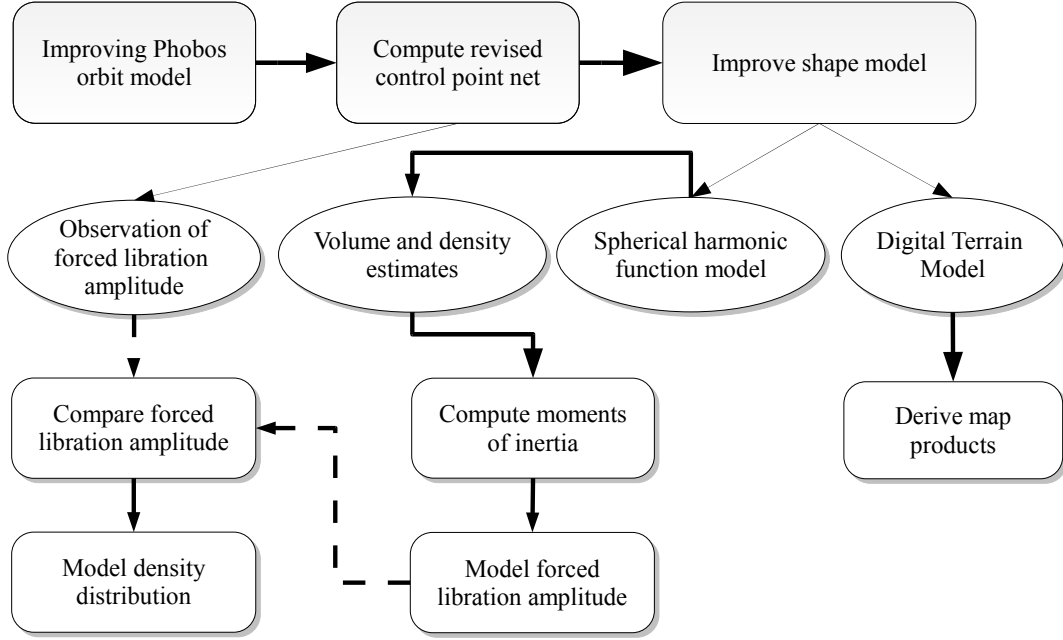 Improving Phobos
orbit model
Compute revised
control point net
Improve shape model
Observation of
forced libration
amplitude
Volume and density
estimates
Spherical harmonic
function model
Digital Terrain
Model
Compare forced
libration amplitude
Compute moments
of inertia
Derive map
products
Model density
distribution
Model forced
libration amplitude